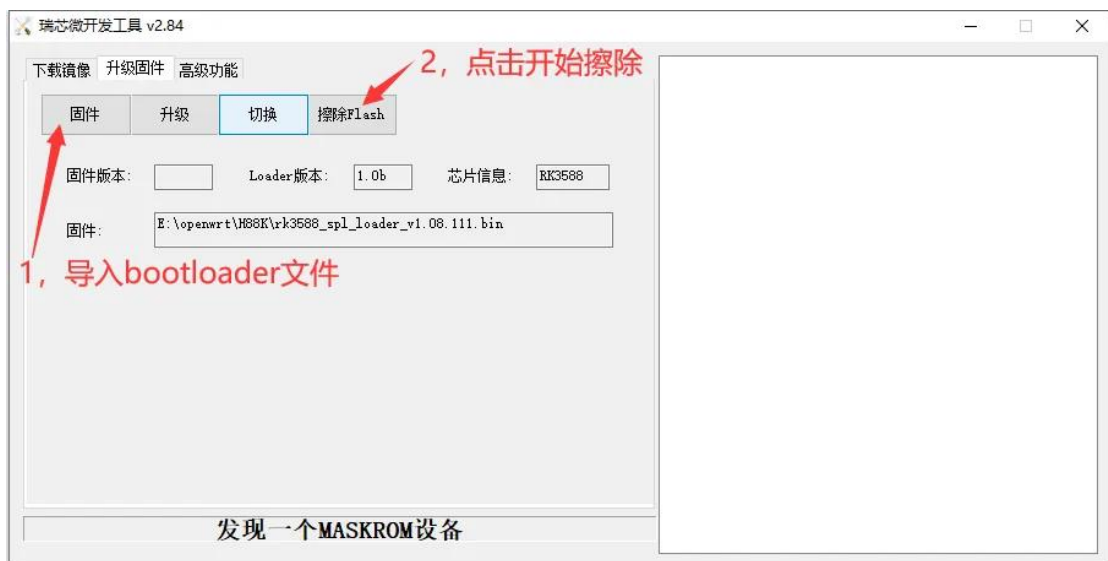 瑞芯微开发工具 v2.84
2，点击开始擦除
下载镜像 升级固件 高级功能
固件 升级 切换 擦除Flash
固件版本: Loader版本: 1.0b 芯片信息: RK3588
固件: E:\openwrt\H88K\rk3588_spl_loader_v1.08.111.bin
1，导入bootloader文件
发现一个MASKROM设备